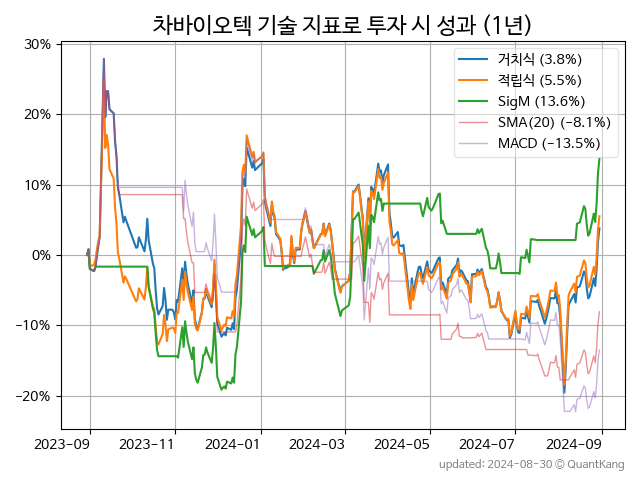 차바이오텍 기술 지표로 투자 시 성과 (1년)
30%
20%
10%
0%
−10%
−20%
거치식 (3.8%)
적립식 (5.5%)
SigM (13.6%)
SMA(20) (−8.1%)
MACD (−13.5%)
2023-09
2023-11
2024-01
2024-03
2024-05
2024-07
2024-09
updated: 2024-08-30 © QuantKang